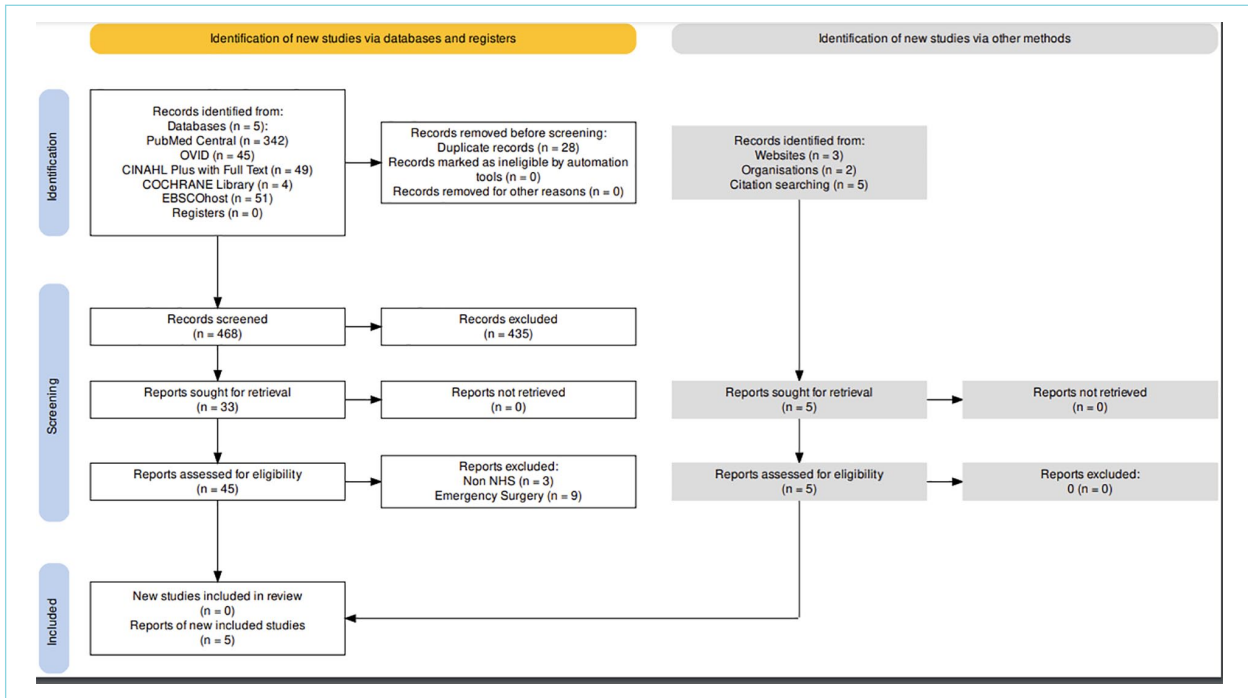 Identification of new studies via databases and registers
Identification of new studies via other methods
Identification
Records identified from:
Databases (n = 5):
PubMed Central (n = 342)
OVID (n = 45)
CINAHL Plus with Full Text (n = 49)
COCHRANE Library (n = 4)
EBSCOhost (n = 51)
Registers (n = 0)
Records removed before screening:
Duplicate records (n = 28)
Records marked as ineligible by automation
tools (n = 0)
Records removed for other reasons (n = 0)
Records identified from:
Websites (n = 3)
Organisations (n = 2)
Citation searching (n = 5)
Screening
Records screened
(n = 468)
Records excluded
(n = 435)
Reports sought for retrieval
(n = 33)
Reports not retrieved
(n = 0)
Reports sought for retrieval
(n = 5)
Reports not retrieved
(n = 0)
Reports assessed for eligibility
(n = 45)
Reports excluded:
Non NHS (n = 3)
Emergency Surgery (n = 9)
Reports assessed for eligibility
(n = 5)
Reports excluded:
0 (n = 0)
Included
New studies included in review
(n = 0)
Reports of new included studies
(n = 5)